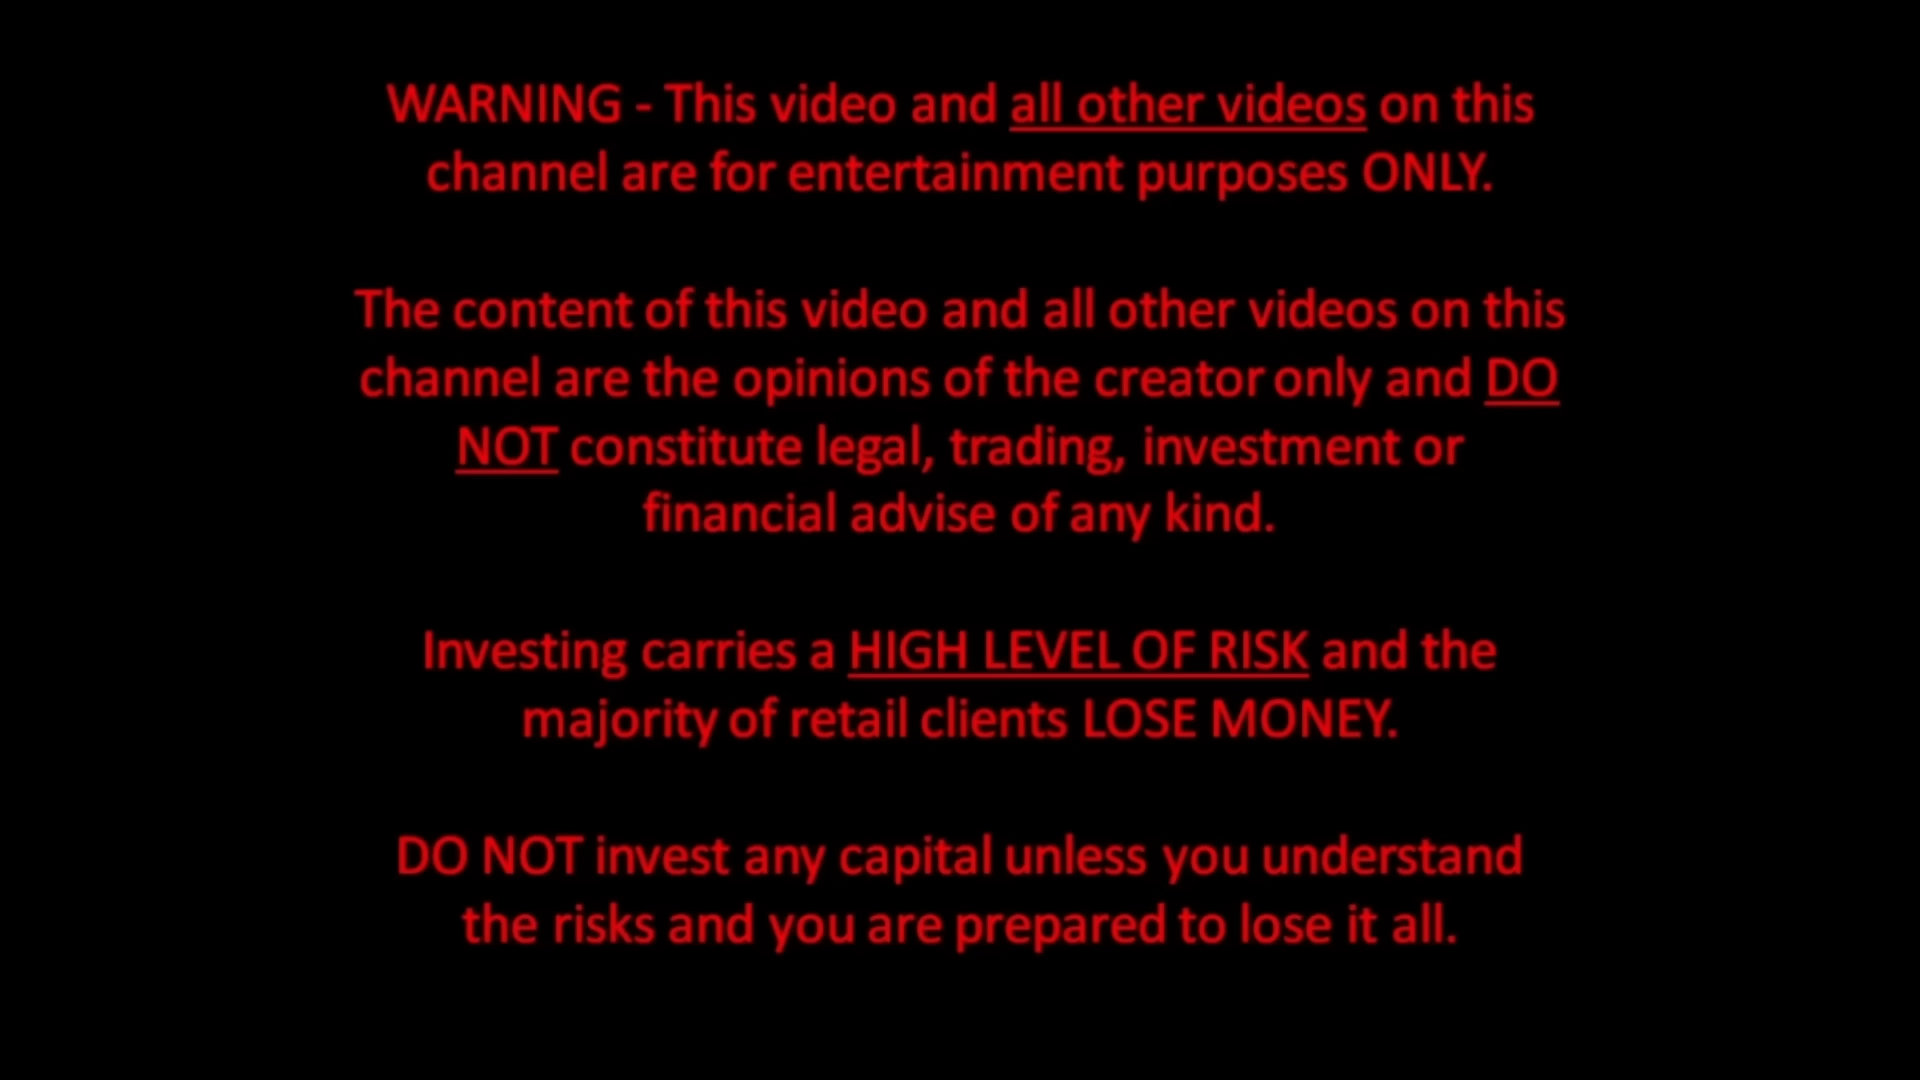 WARNING - This video and all other videos on this
channel are for entertainment purposes ONLY.
The content of this video and all other videos on this
channel are the opinions of the creator only and DO
NOT constitute legal, trading, investment or
financial advise of any kind.
Investing carries a HIGH LEVEL OF RISK and the
majority of retail clients LOSE MONEY.
DO NOT invest any capital unless you understand
the risks and you are prepared to lose it all.